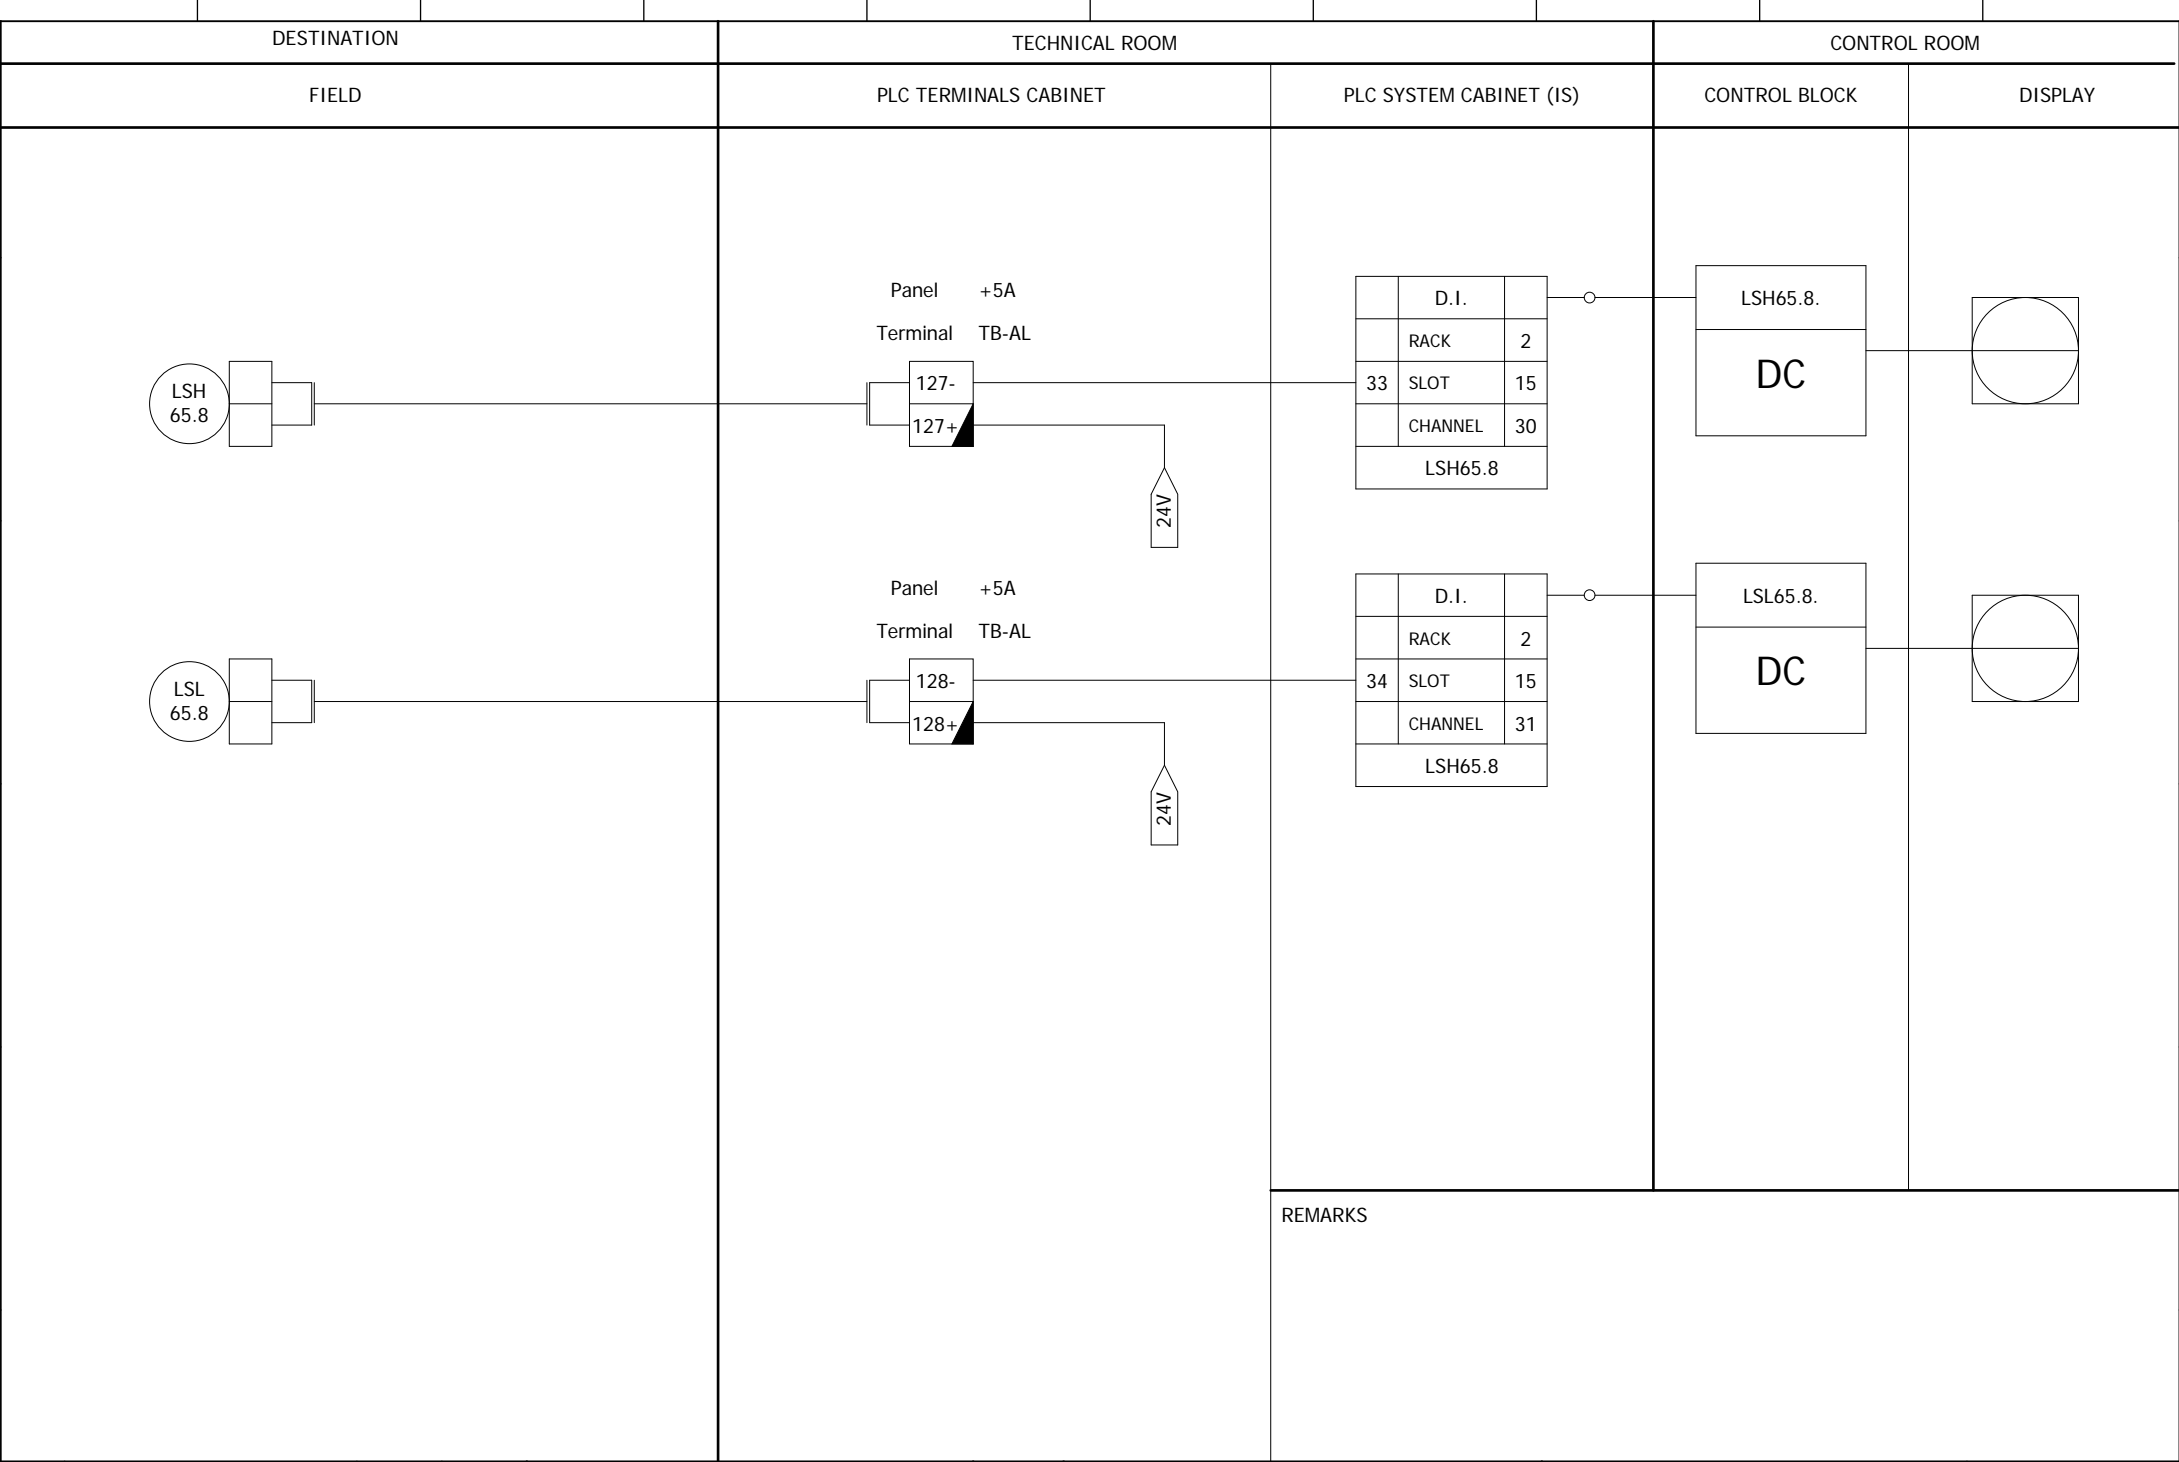 DESTINATION
TECHNICAL ROOM
CONTROL ROOM
FIELD
PLC TERMINALS CABINET
PLC SYSTEM CABINET (IS)
CONTROL BLOCK
DISPLAY
LSH
65.8
Panel +5A
Terminal TB-AL
127-
127+
24V
D.I.
RACK 2
33 SLOT 15
CHANNEL 30
LSH65.8
LSH65.8.
DC
LSL
65.8
Panel +5A
Terminal TB-AL
128-
128+
24V
D.I.
RACK 2
34 SLOT 15
CHANNEL 31
LSH65.8
LSL65.8.
DC
REMARKS